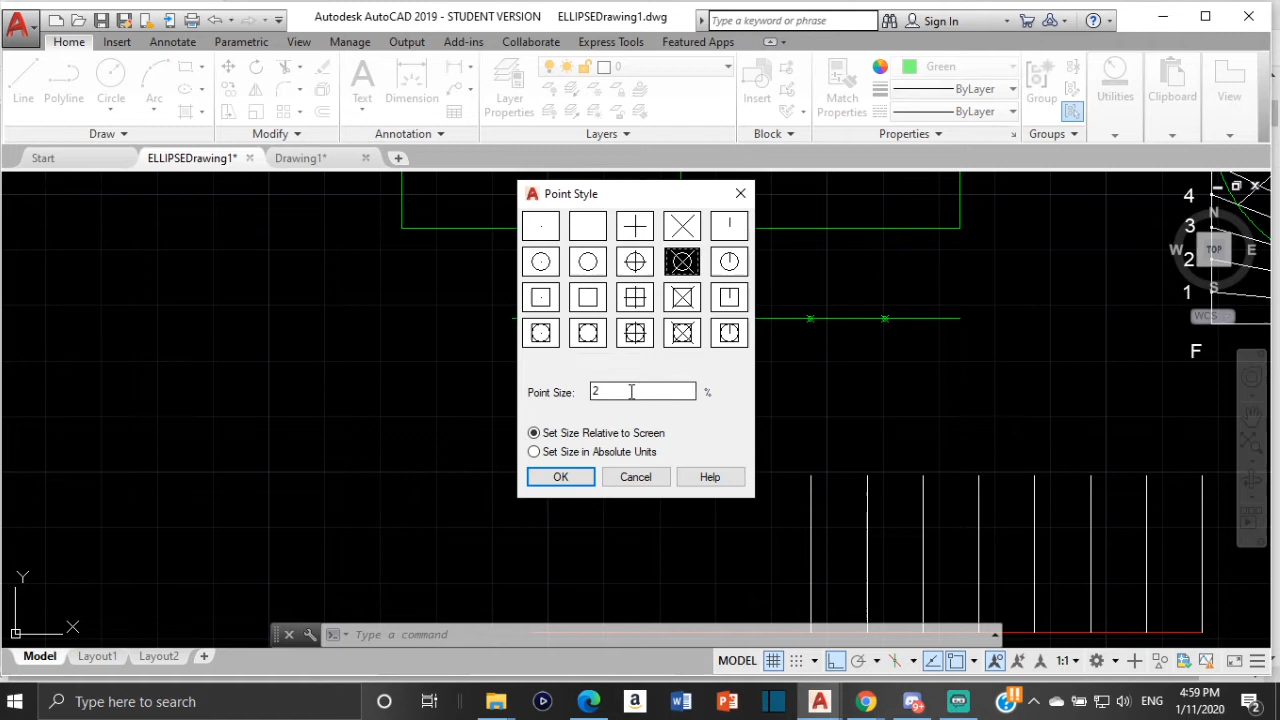 Autodesk AutoCAD 2019 - STUDENT VERSION ELLIPSEDrawing1.dwg
Type a keyword or phrase
Sign In
Home Insert Annotate Parametric View Manage Output Add-ins Collaborate Express Tools Featured Apps
0
Green
Line Polyline Circle Arc
Text Dimension
Layer Properties
Insert
Match Properties
ByLayer
ByLayer
Group
Utilities Clipboard View
Draw Modify Annotation Layers Block Properties Groups
Start ELLIPSEDrawing1* Drawing1*
Point Style
4
3
2
1
F
N
W TOP E
S
WCS
Point Size: 2 %
Set Size Relative to Screen
Set Size in Absolute Units
OK Cancel Help
Y
X
Type a command
Model Layout1 Layout2
MODEL 1:1
Type here to search
9+
ENG
4:59 PM
1/11/2020